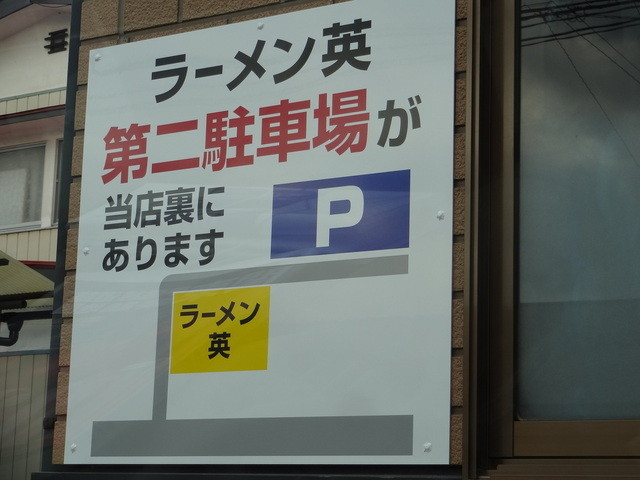 ラーメン英
第二駐車場が
当店裏に
あります
P
ラーメン
英